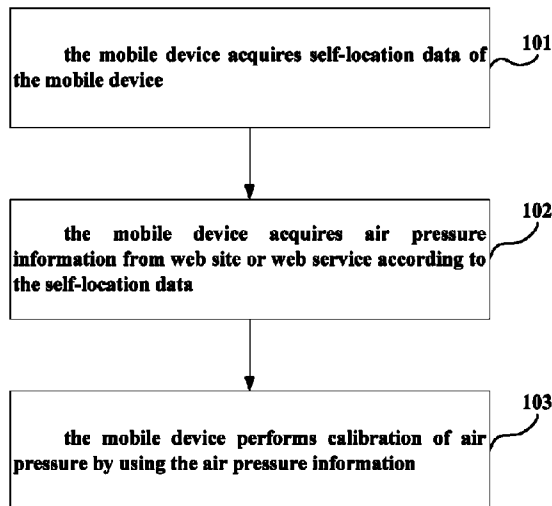 the mobile device acquires self-location data of
the mobile device
101
the mobile device acquires air pressure
information from web site or web service according to
the self-location data
102
the mobile device performs calibration of air
pressure by using the air pressure information
103